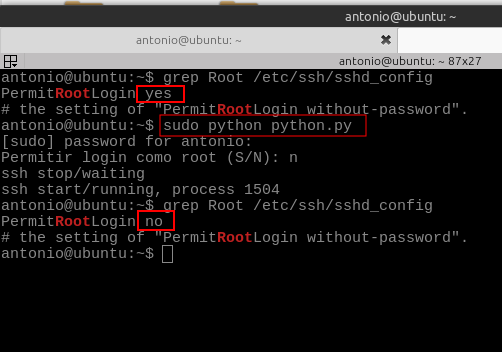 antonio@ubuntu: ~
antonio@ubuntu: ~
antonio@ubuntu: ~ 87x27
antonio@ubuntu:~$ grep Root /etc/ssh/sshd_config
PermitRootLogin yes
# the setting of "PermitRootLogin without-password".
antonio@ubuntu:~$ sudo python python.py
[sudo] password for antonio:
Permitir login como root (S/N): n
ssh stop/waiting
ssh start/running, process 1504
antonio@ubuntu:~$ grep Root /etc/ssh/sshd_config
PermitRootLogin no
# the setting of "PermitRootLogin without-password".
antonio@ubuntu:~$